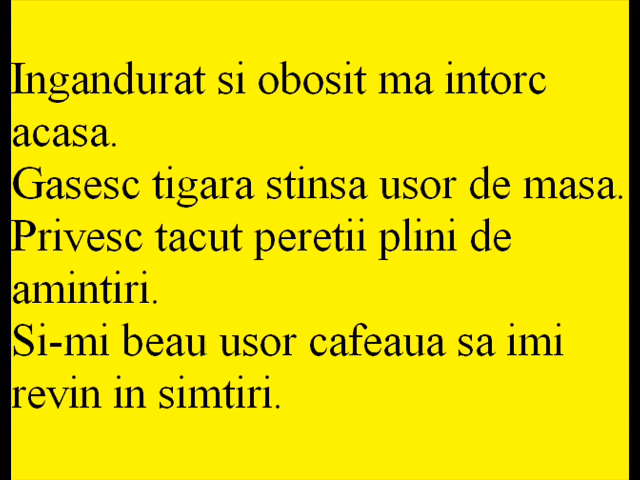 Ingandurat si obosit ma intorc
acasa.
Gasesc tigara stinsa usor de masa.
Privesc tacut peretii plini de
amintiri.
Si-mi beau usor cafeaua sa imi
revin in simtiri.